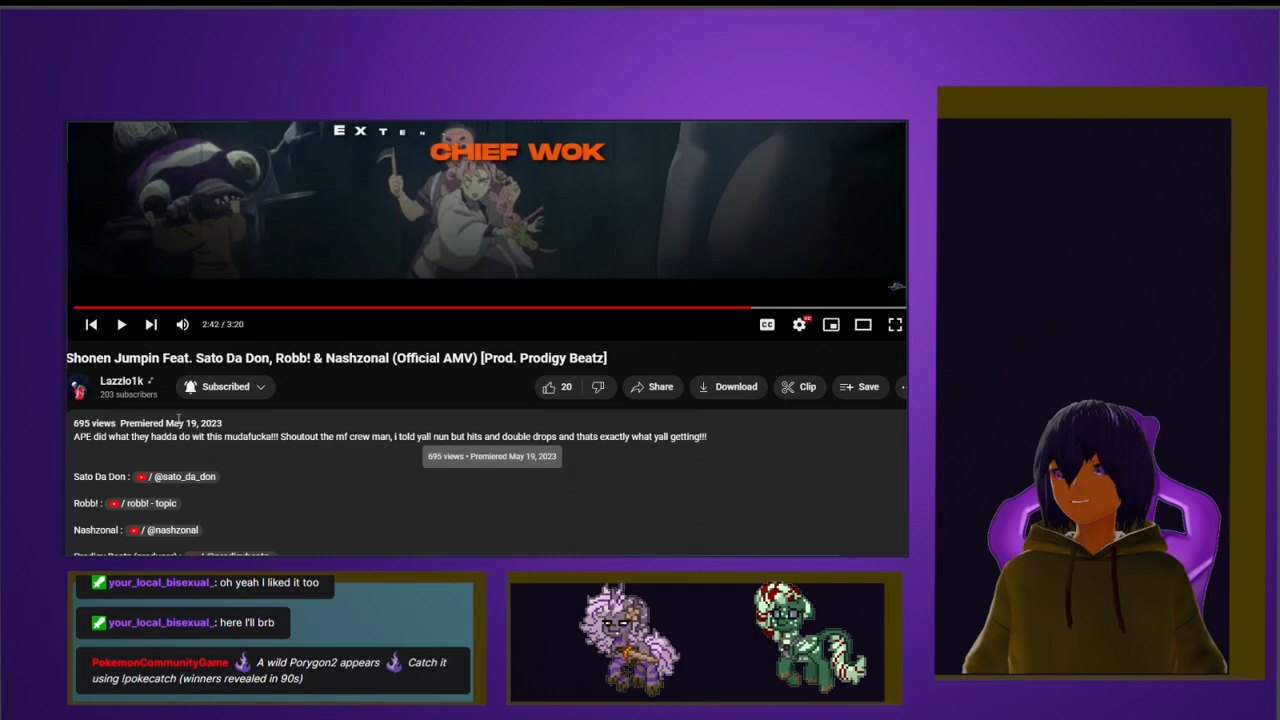 EXTEN
CHIEF WOK
CC
HD
2:42 / 3:20
Shonen Jumpin Feat. Sato Da Don, Robb! & Nashzonal (Official AMV) [Prod. Prodigy Beatz]
Lazzlo1k
203 subscribers
Subscribed
20
Share
Download
Clip
Save
695 views Premiered May 19, 2023
APE did what they hadda do wit this mudafucka!!! Shoutout the mf crew man, i told yall nun but hits and double drops and thats exactly what yall getting!!!
695 views • Premiered May 19, 2023
Sato Da Don : / @sato_da_don
Robb! : / robb! - topic
Nashzonal : / @nashzonal
your_local_bisexual_: oh yeah I liked it too
your_local_bisexual_: here I'll brb
PokemonCommunityGame A wild Porygon2 appears Catch it
using !pokecatch (winners revealed in 90s)